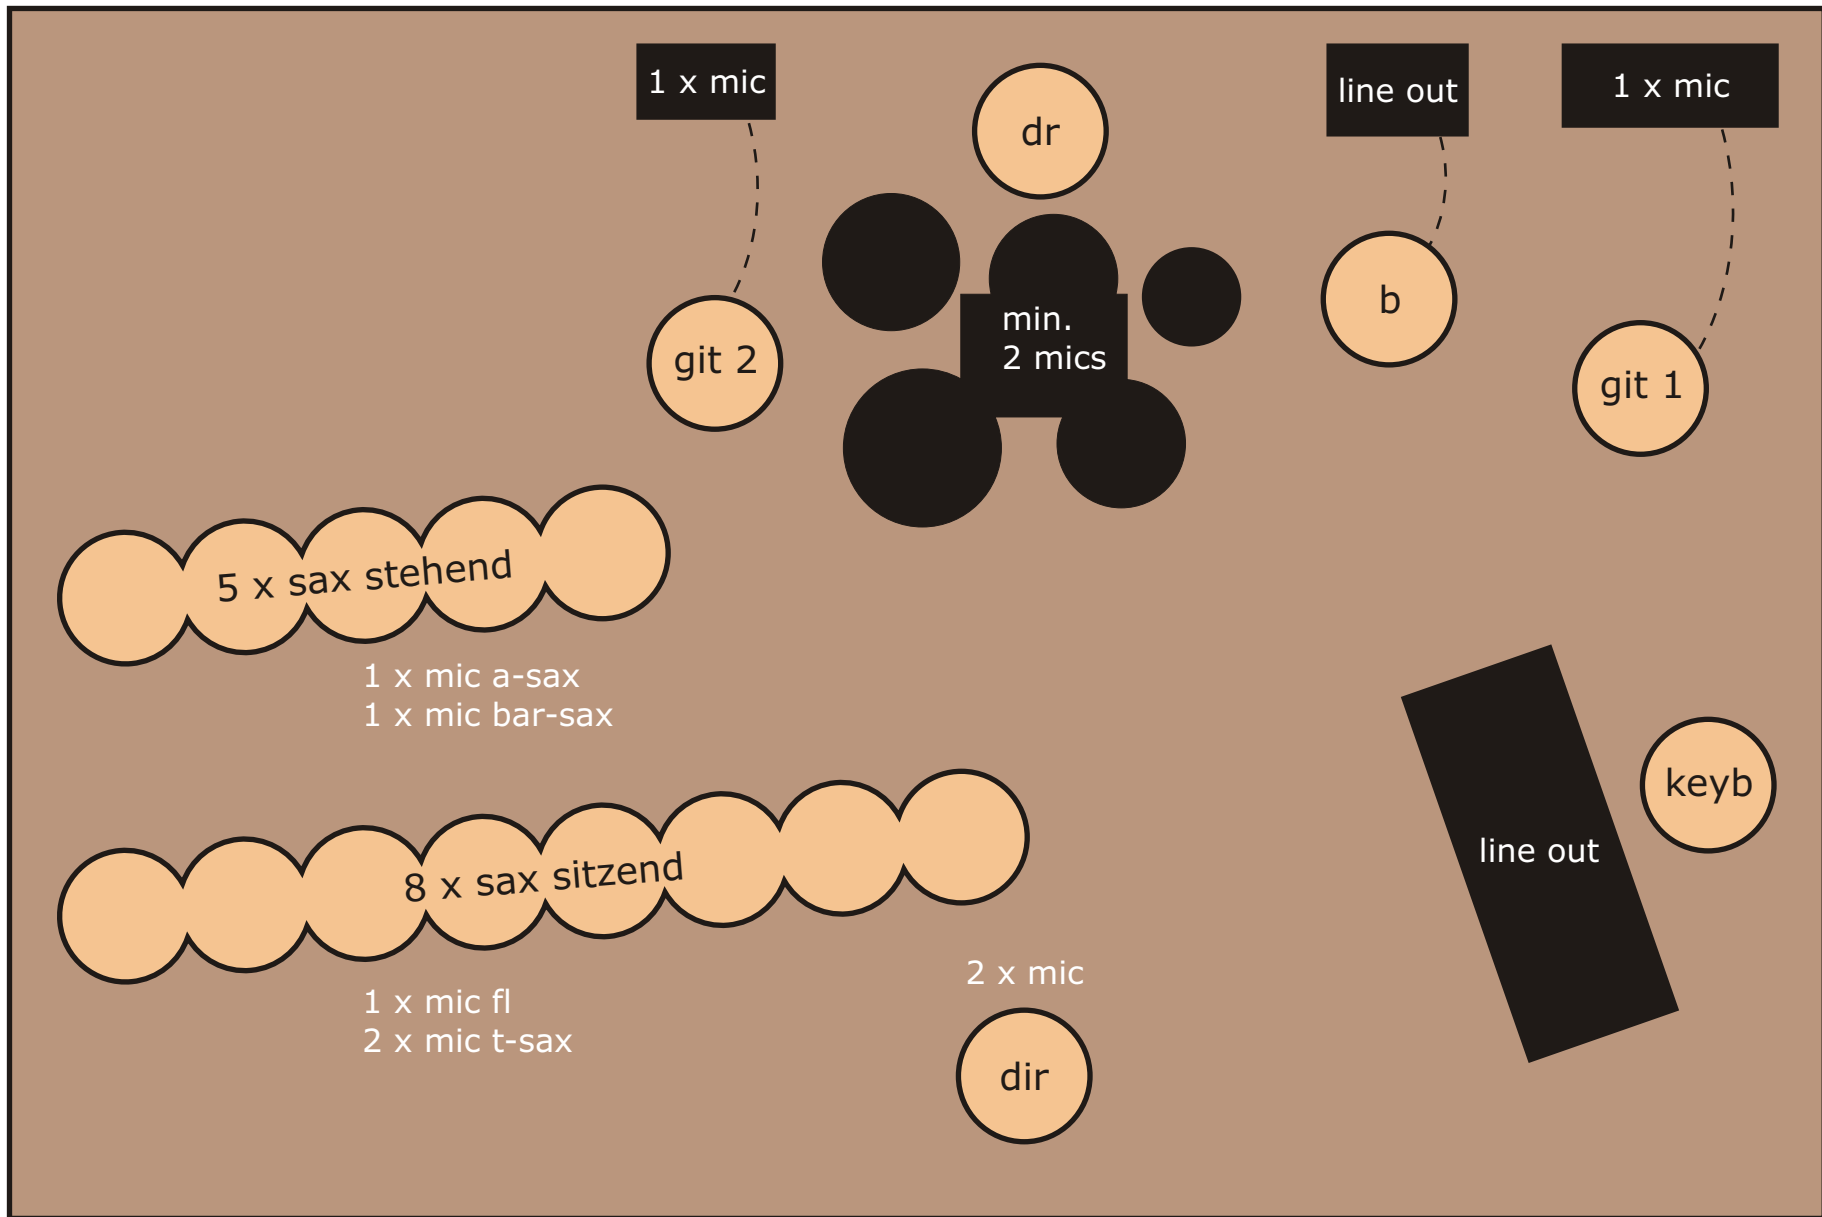 1 x mic
dr
line out
1 x mic
min.
2 mics
b
git 2
git 1
5 x sax stehend
1 x mic a-sax
1 x mic bar-sax
keyb
line out
8 x sax sitzend
2 x mic
1 x mic fl
2 x mic t-sax
dir